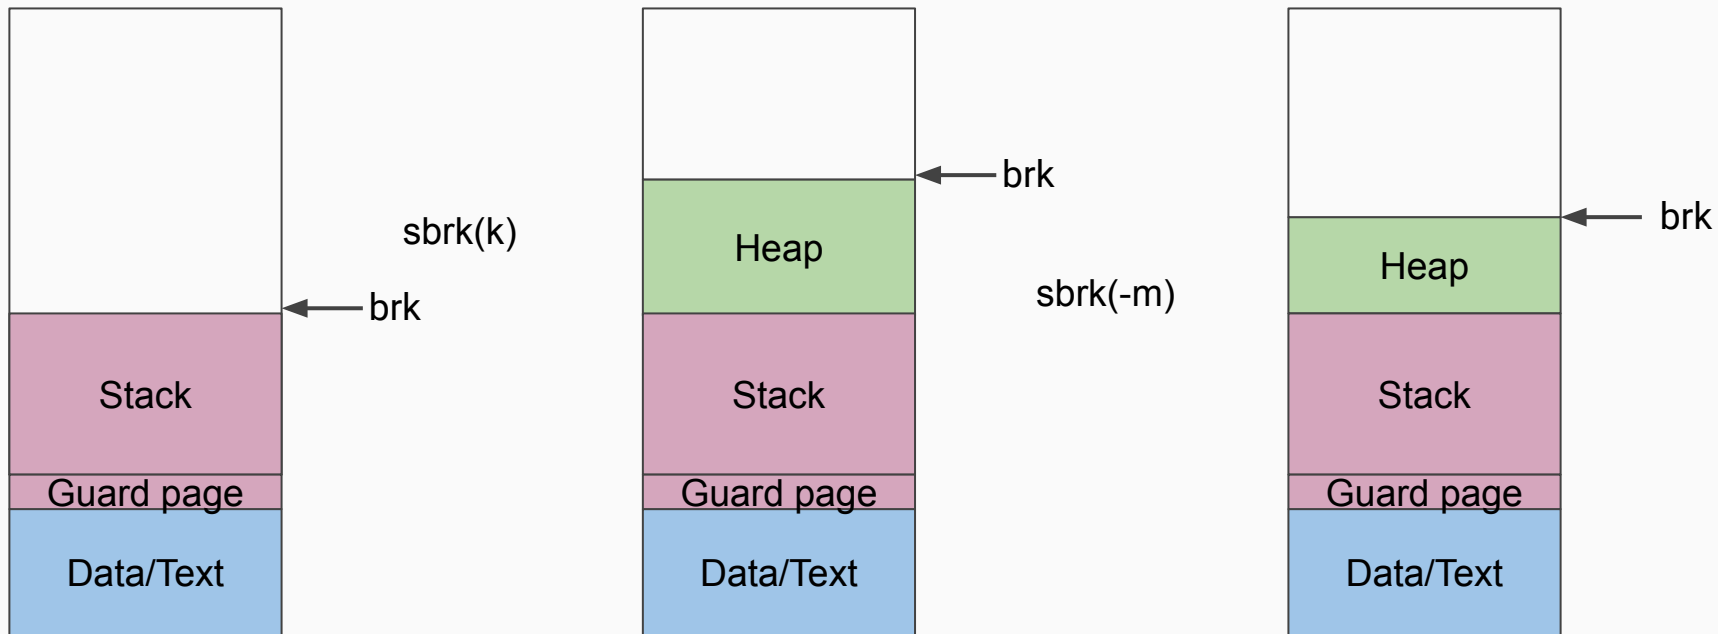 brk
Stack
Guard page
Data/Text
sbrk(k)
brk
Heap
Stack
Guard page
Data/Text
sbrk(-m)
brk
Heap
Stack
Guard page
Data/Text